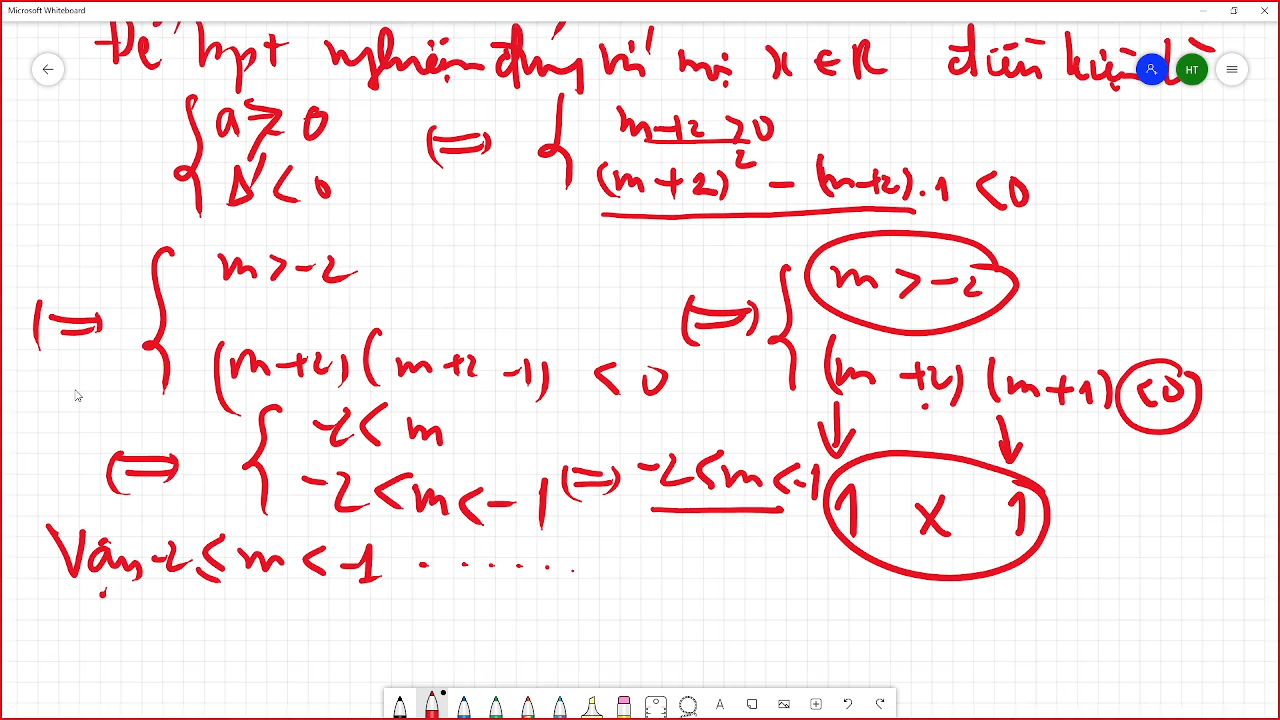 Microsoft Whiteboard
Để bpt nghiệm đúng với mọi x ∈ R điều kiện là
HT
{ a > 0 (=) { m+2 > 0
Δ' < 0 (m+2)² - (m+2).1 < 0
(=) { m > -2 (=) { m > -2
(m+2)(m+2-1) < 0 (m+2)(m+1) < 0
(=) { -2 < m
-2 < m < -1 (=) -2 < m < -1 1 x 1
Vậy -2 ≤ m < -1 .......
A